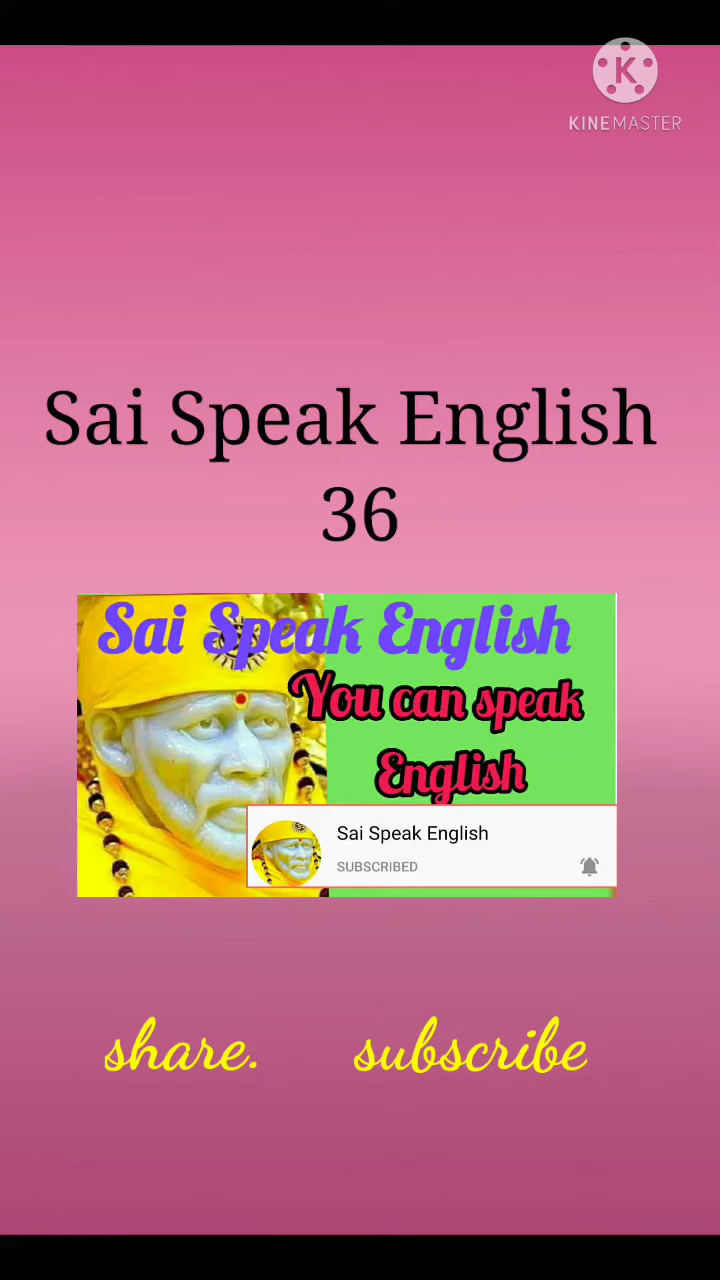 KINEMASTER
Sai Speak English
36
Sai Speak English
You can speak
English
Sai Speak English
SUBSCRIBED
share. subscribe